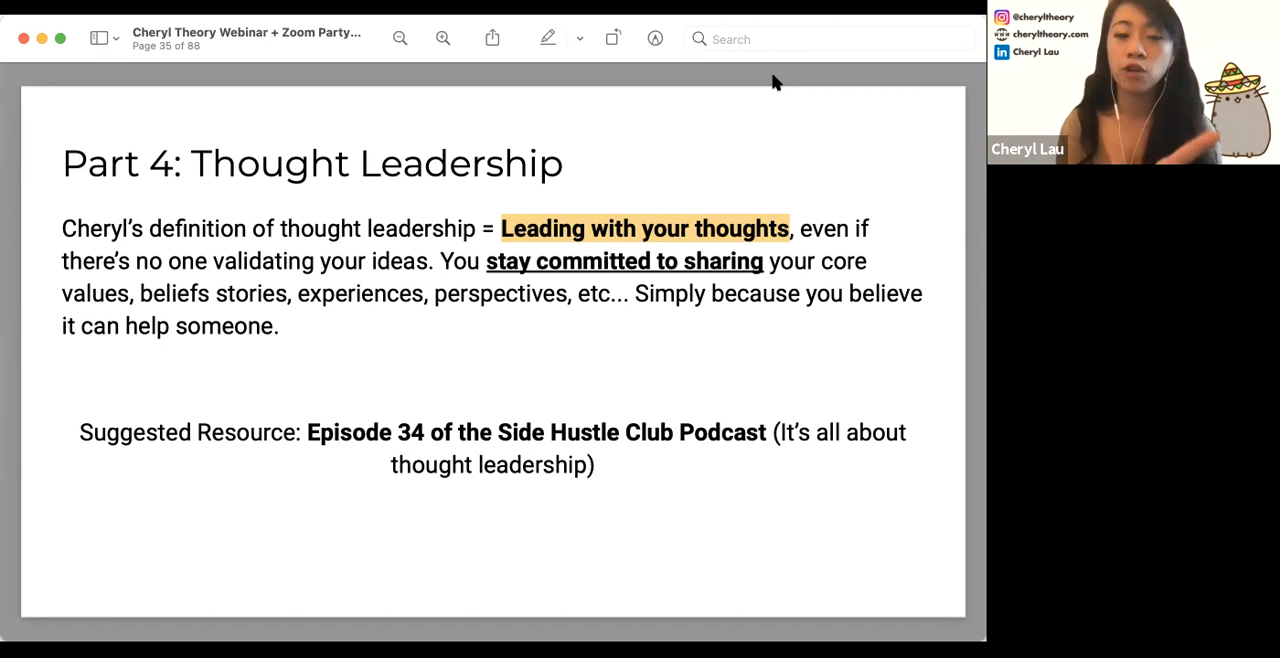 Cheryl Theory Webinar + Zoom Party...
Page 35 of 88
Search
@cheryltheory
cheryltheory.com
in Cheryl Lau
Cheryl Lau
Part 4: Thought Leadership
Cheryl’s definition of thought leadership = Leading with your thoughts, even if
there’s no one validating your ideas. You stay committed to sharing your core
values, beliefs stories, experiences, perspectives, etc... Simply because you believe
it can help someone.
Suggested Resource: Episode 34 of the Side Hustle Club Podcast (It’s all about
thought leadership)